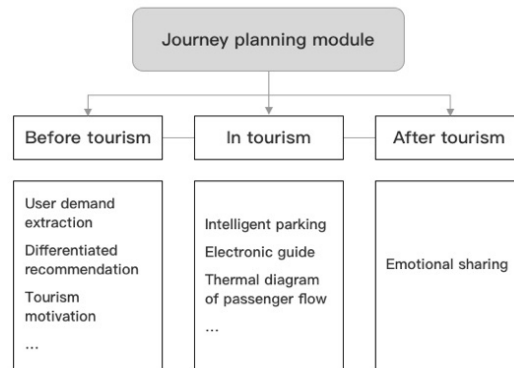 Journey planning module
Before tourism
In tourism
After tourism
User demand
extraction
Differentiated
recommendation
Tourism
motivation
...
Intelligent parking
Electronic guide
Thermal diagram
of passenger flow
...
Emotional sharing